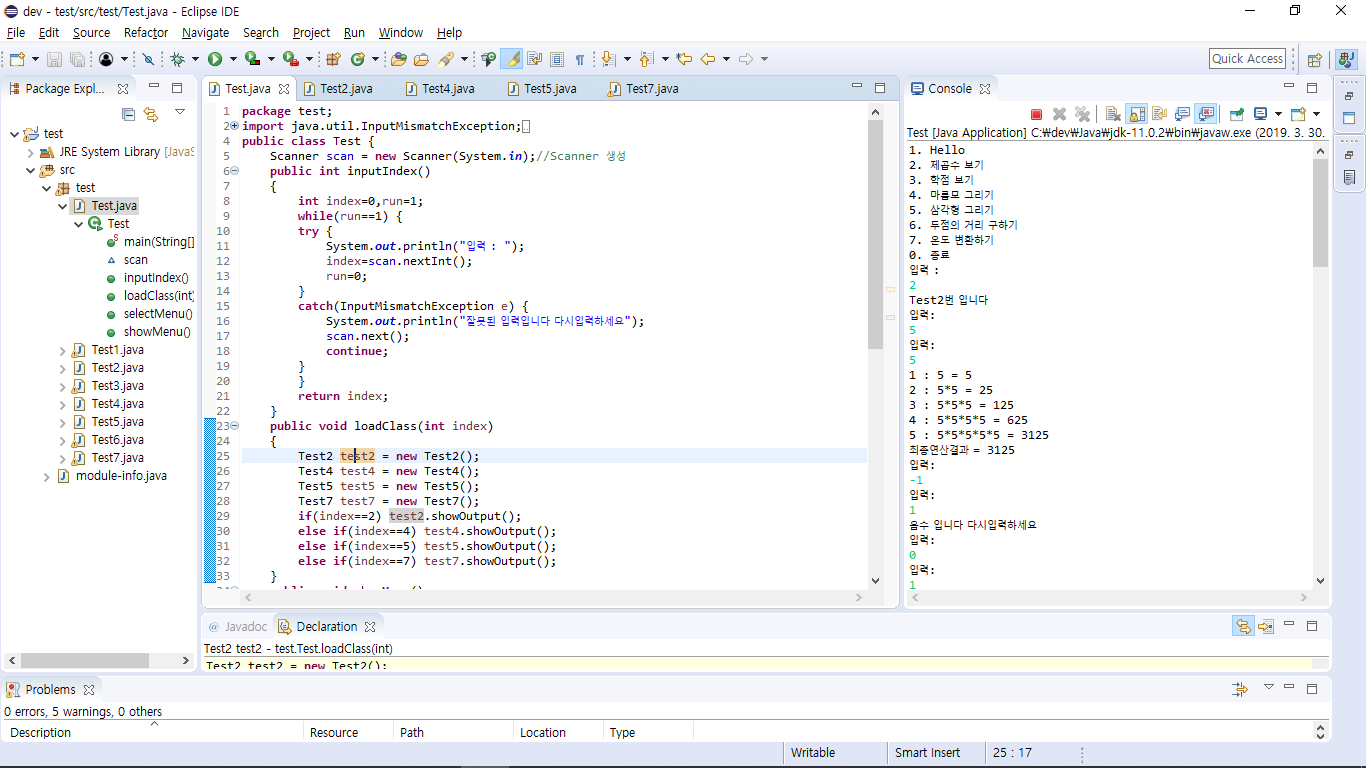 dev - test/src/test/Test.java - Eclipse IDE
File Edit Source Refactor Navigate Search Project Run Window Help
Quick Access
Package Expl...
test
JRE System Library [JavaS
src
test
Test.java
Test
main(String[]
scan
inputIndex()
loadClass(int
selectMenu()
showMenu()
Test1.java
Test2.java
Test3.java
Test4.java
Test5.java
Test6.java
Test7.java
module-info.java
Test.java Test2.java Test4.java Test5.java Test7.java
1 package test;
2 import java.util.InputMismatchException;
4 public class Test {
5 Scanner scan = new Scanner(System.in);//Scanner 생성
6 public int inputIndex()
7 {
8 int index=0,run=1;
9 while(run==1) {
10 try {
11 System.out.println("입력 : ");
12 index=scan.nextInt();
13 run=0;
14 }
15 catch(InputMismatchException e) {
16 System.out.println("잘못된 입력입니다 다시입력하세요");
17 scan.next();
18 continue;
19 }
20 }
21 return index;
22 }
23 public void loadClass(int index)
24 {
25 Test2 test2 = new Test2();
26 Test4 test4 = new Test4();
27 Test5 test5 = new Test5();
28 Test7 test7 = new Test7();
29 if(index==2) test2.showOutput();
30 else if(index==4) test4.showOutput();
31 else if(index==5) test5.showOutput();
32 else if(index==7) test7.showOutput();
33 }
Console
Test [Java Application] C:₩dev₩Java₩jdk-11.0.2₩bin₩javaw.exe (2019. 3. 30.
1. Hello
2. 제곱수 보기
3. 학점 보기
4. 마름모 그리기
5. 삼각형 그리기
6. 두점의 거리 구하기
7. 온도 변환하기
0. 종료
입력 :
2
Test2번 입니다
입력:
5
입력:
5
1 : 5 = 5
2 : 5*5 = 25
3 : 5*5*5 = 125
4 : 5*5*5*5 = 625
5 : 5*5*5*5*5 = 3125
최종연산결과 = 3125
입력:
-1
입력:
1
음수 입니다 다시입력하세요
입력:
0
입력:
1
@ Javadoc Declaration
Test2 test2 - test.Test.loadClass(int)
Test2 test2 = new Test2();
Problems
0 errors, 5 warnings, 0 others
Description Resource Path Location Type
Writable Smart Insert 25 : 17